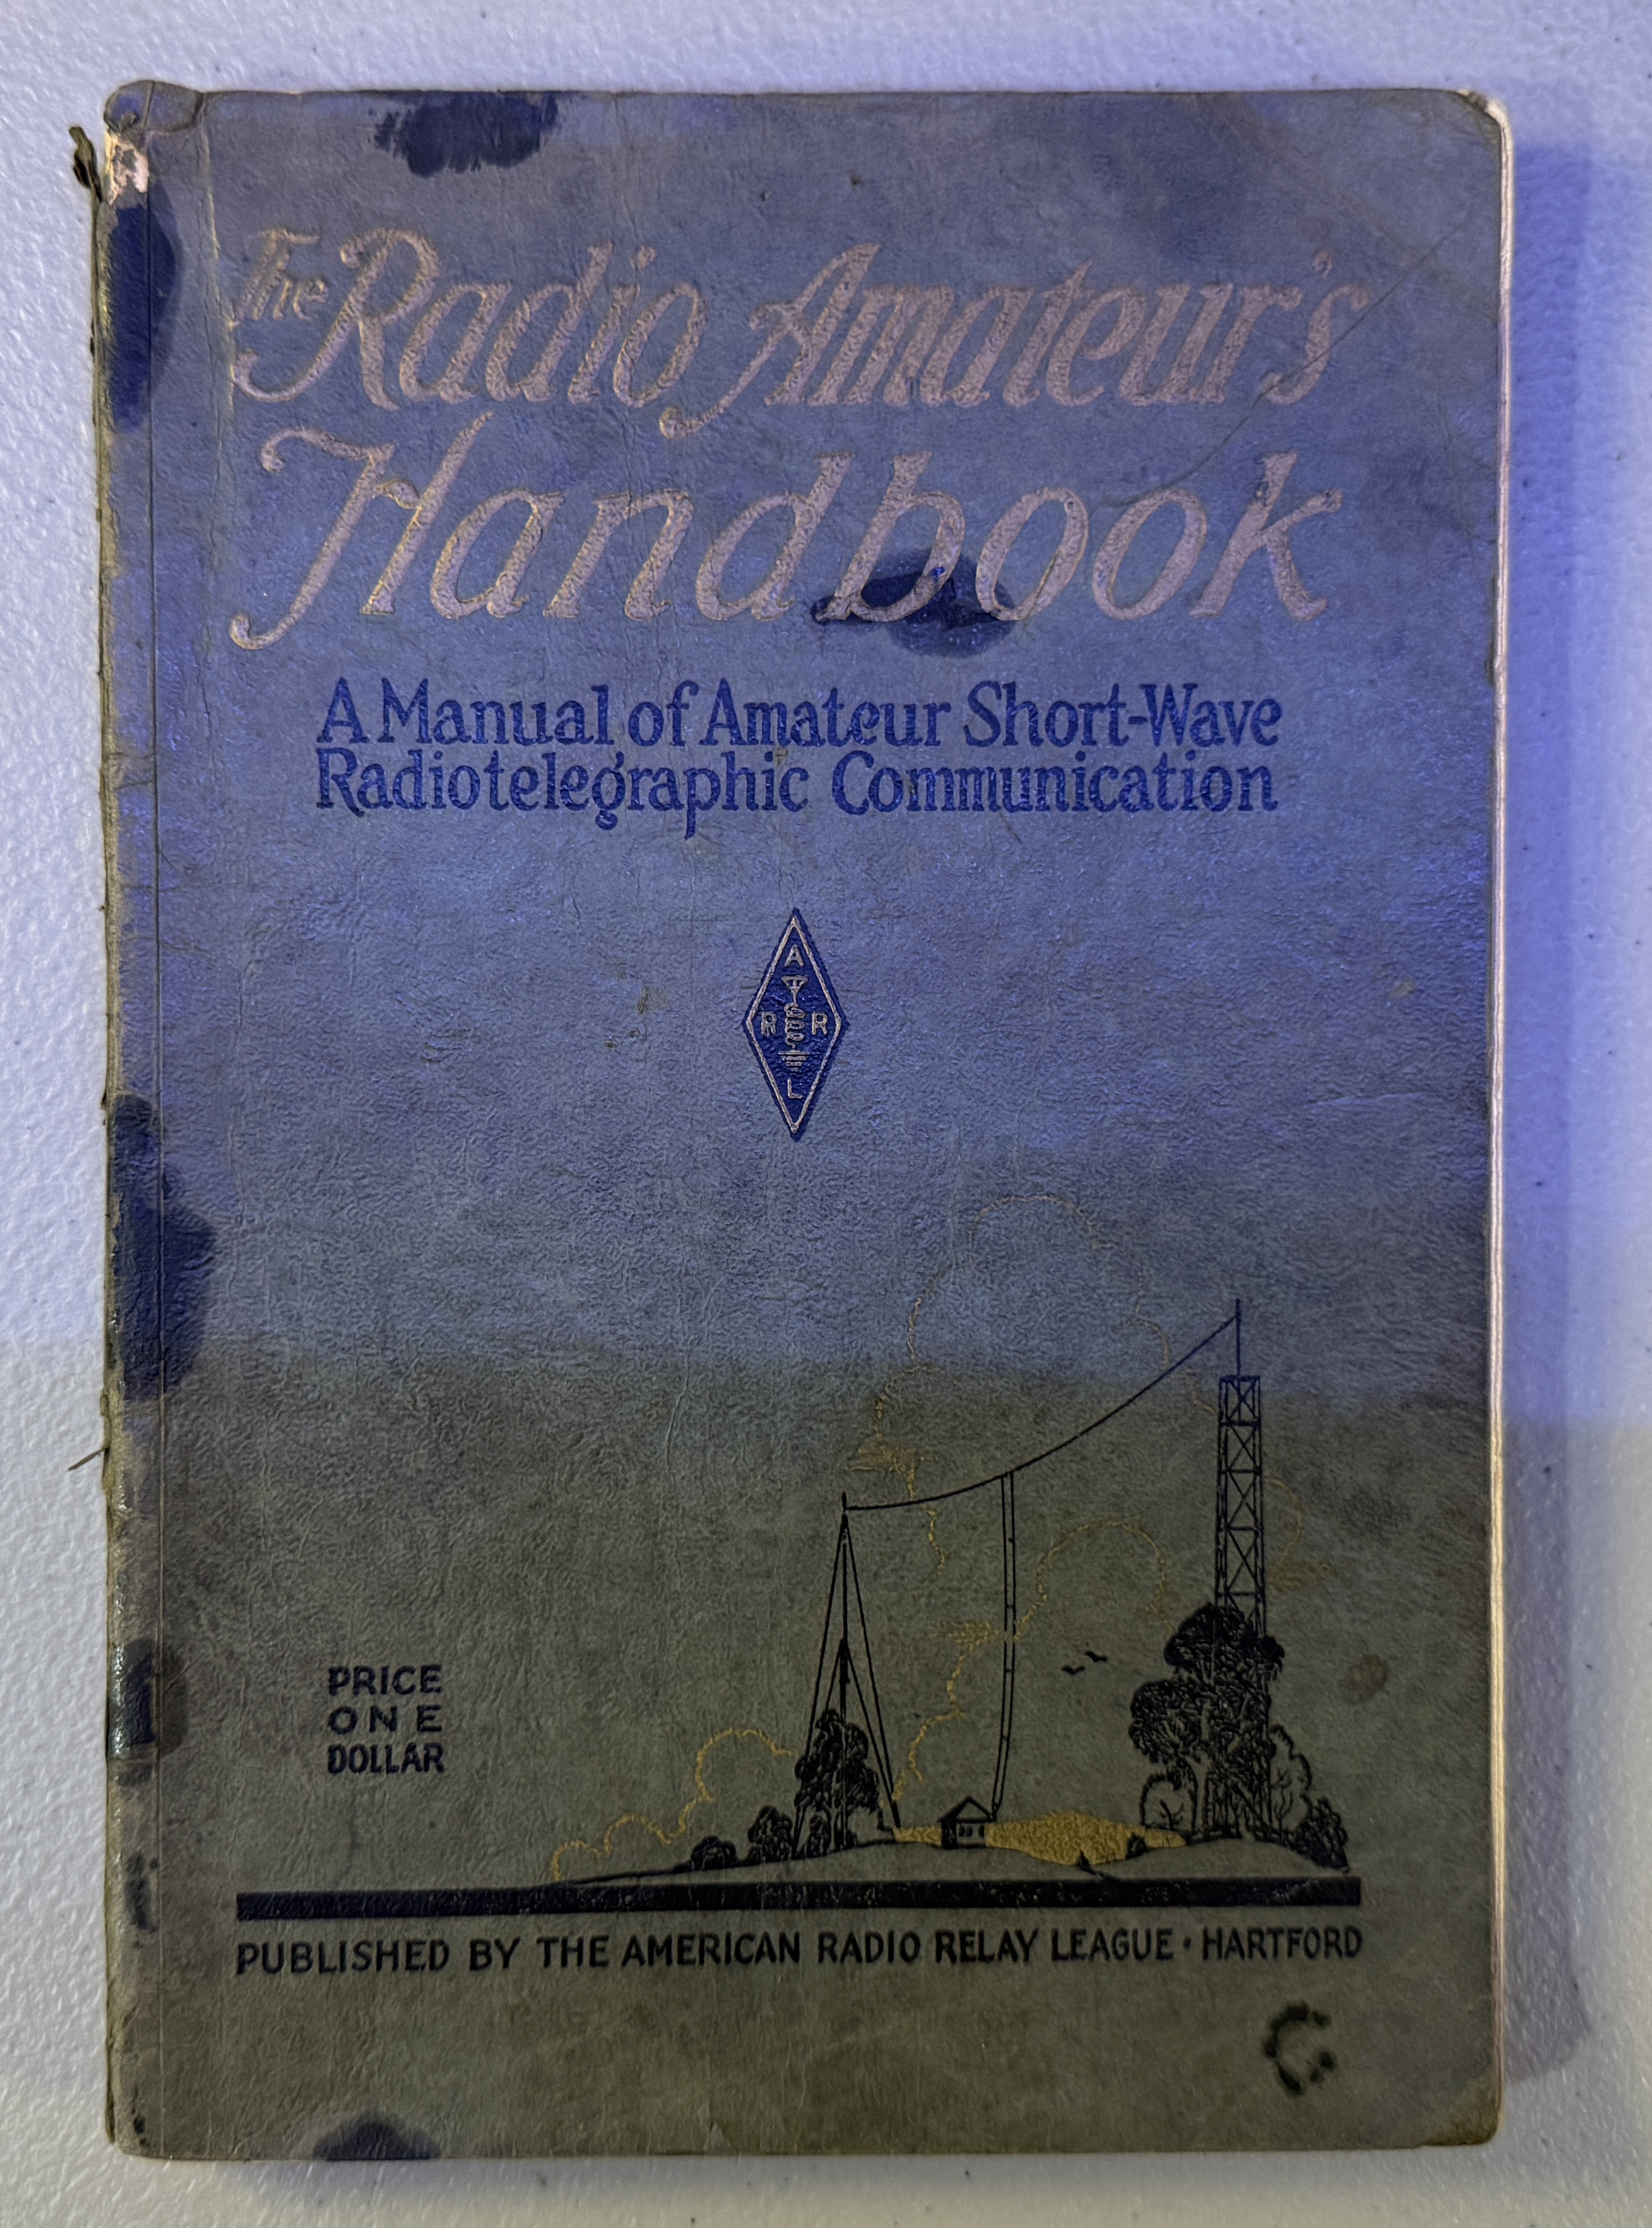 The Radio Amateur's
Handbook
A Manual of Amateur Short-Wave
Radiotelegraphic Communication
A
R R
L
PRICE
ONE
DOLLAR
PUBLISHED BY THE AMERICAN RADIO RELAY LEAGUE · HARTFORD